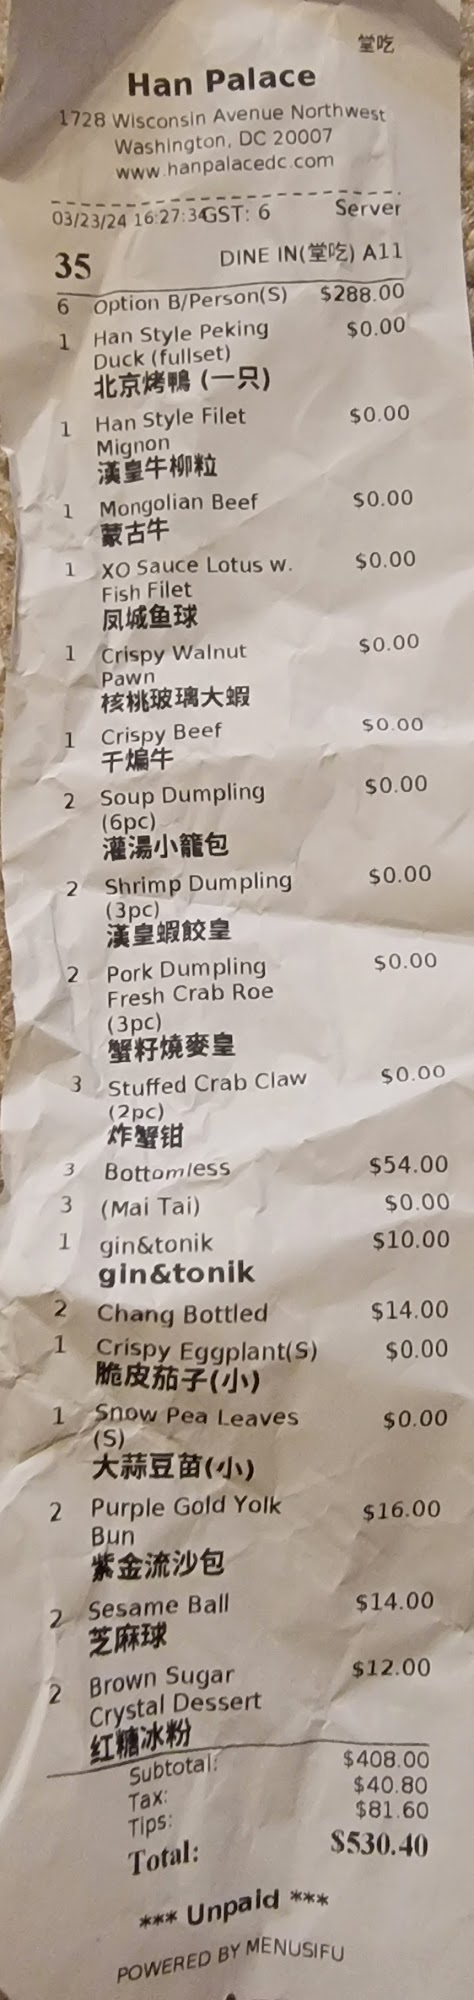 堂吃
Han Palace
1728 Wisconsin Avenue Northwest
Washington, DC 20007
www.hanpalacedc.com
03/23/24 16:27:34 GST: 6 Server
35 DINE IN(堂吃) A11
6 Option B/Person(S) $288.00
1 Han Style Peking $0.00
Duck (fullset)
北京烤鴨 (一只)
1 Han Style Filet $0.00
Mignon
漢皇牛柳粒
1 Mongolian Beef $0.00
蒙古牛
1 XO Sauce Lotus w. $0.00
Fish Filet
凤城鱼球
1 Crispy Walnut $0.00
Pawn
核桃玻璃大蝦
1 Crispy Beef $0.00
干煸牛
2 Soup Dumpling $0.00
(6pc)
灌湯小籠包
2 Shrimp Dumpling $0.00
(3pc)
漢皇蝦餃皇
2 Pork Dumpling $0.00
Fresh Crab Roe
(3pc)
蟹籽燒麥皇
3 Stuffed Crab Claw $0.00
(2pc)
炸蟹钳
3 Bottomless $54.00
3 (Mai Tai) $0.00
1 gin&tonik $10.00
gin&tonik
2 Chang Bottled $14.00
1 Crispy Eggplant(S) $0.00
脆皮茄子(小)
1 Snow Pea Leaves $0.00
(S)
大蒜豆苗(小)
2 Purple Gold Yolk $16.00
Bun
紫金流沙包
2 Sesame Ball $14.00
芝麻球
2 Brown Sugar $12.00
Crystal Dessert
红糖冰粉
Subtotal: $408.00
Tax: $40.80
Tips: $81.60
Total: $530.40
*** Unpaid ***
POWERED BY MENUSIFU